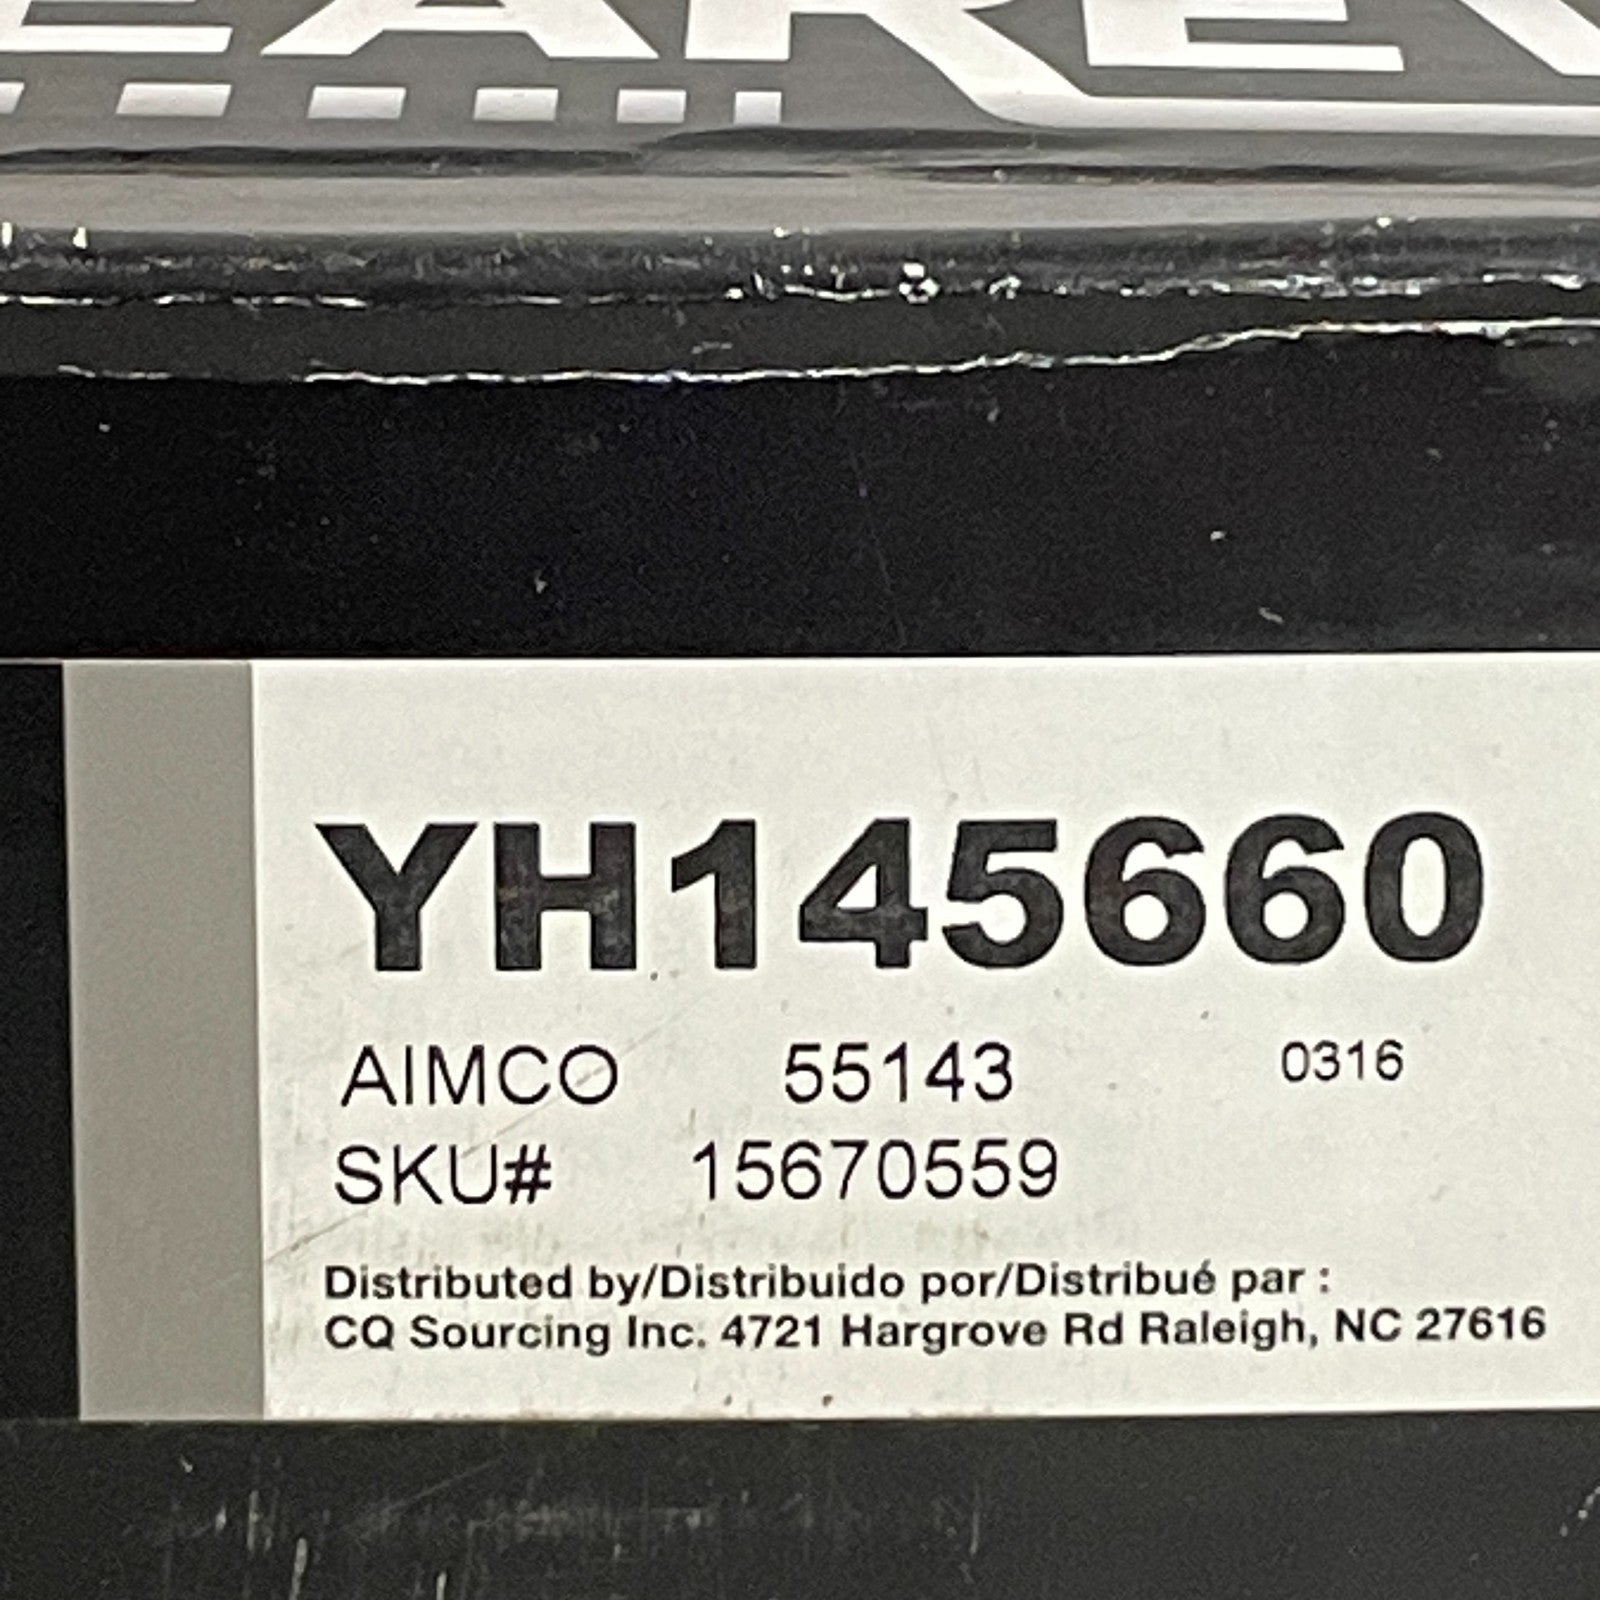 YH145660
AIMCO 55143 0316
SKU# 15670559
Distributed by/Distribuido por/Distribué par :
CQ Sourcing Inc. 4721 Hargrove Rd Raleigh, NC 27616